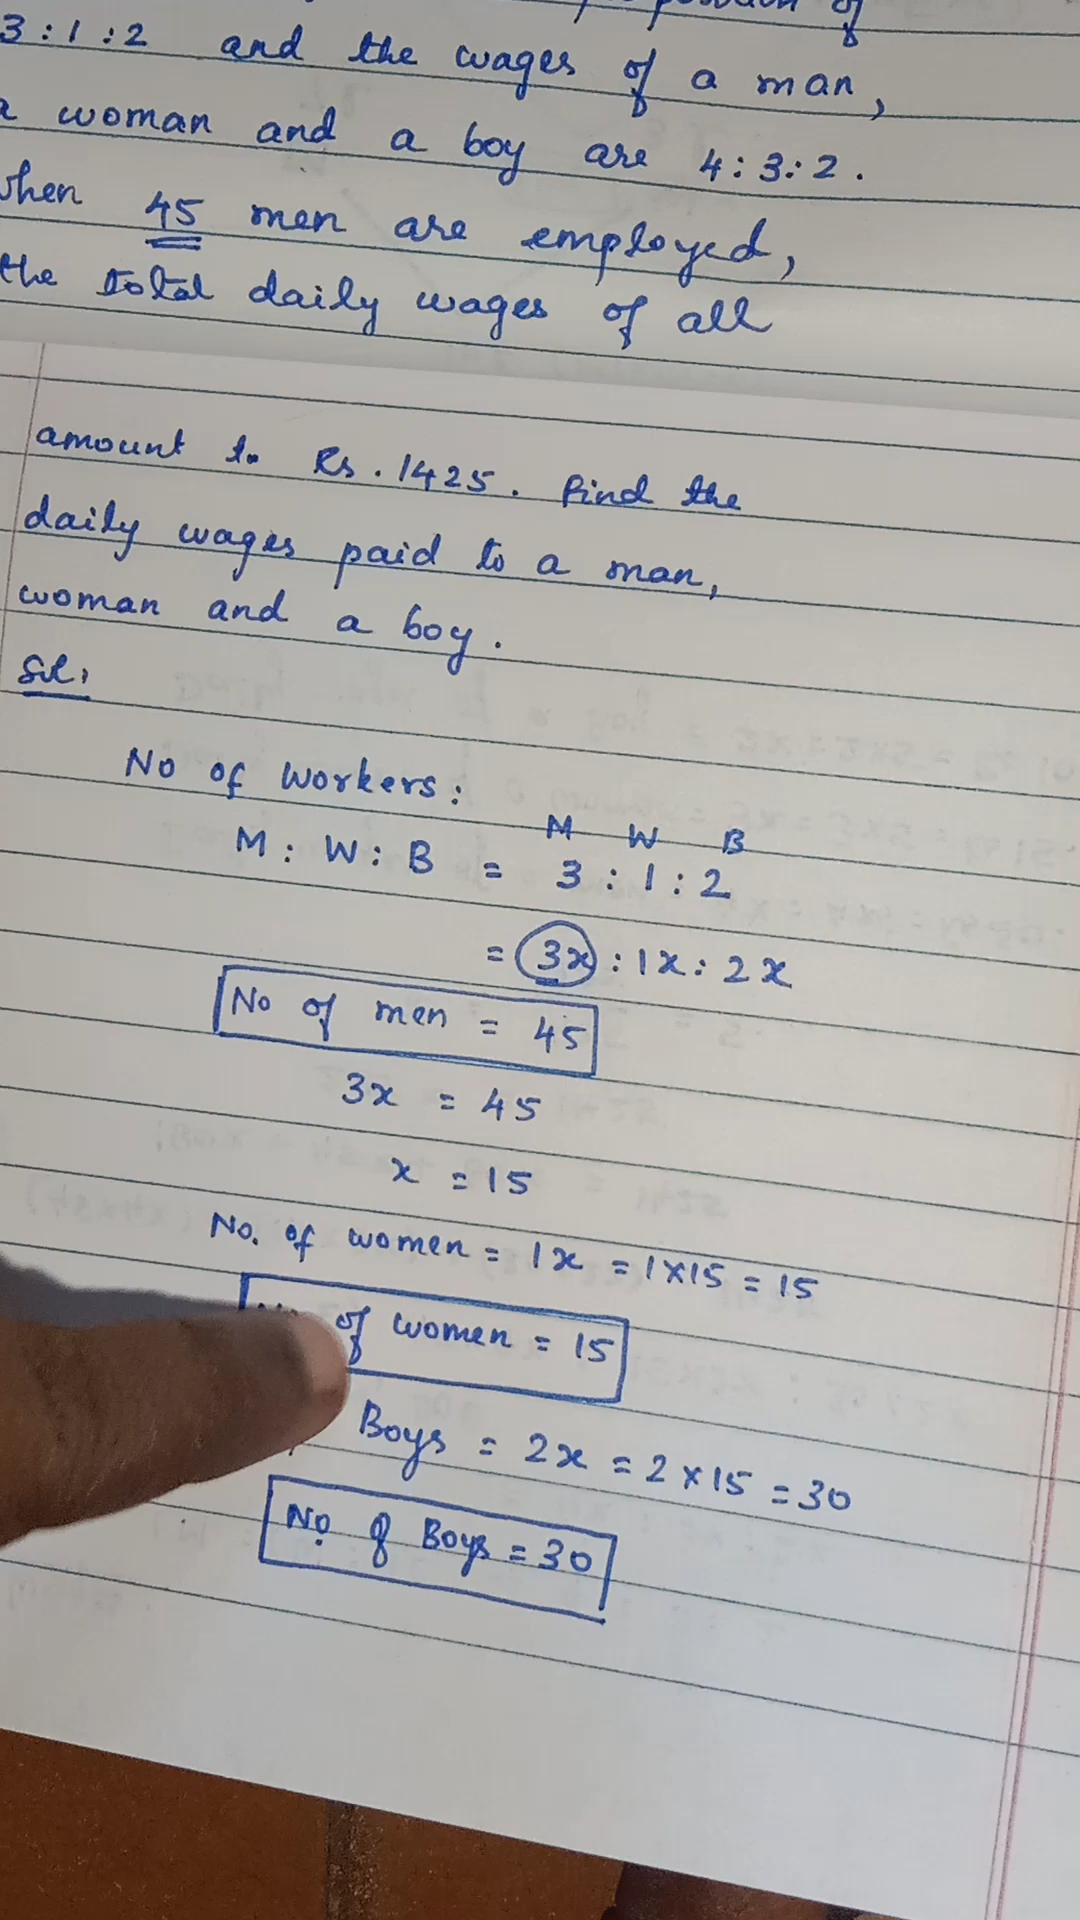 of
3 : 1 : 2 and the wages of a man,
a woman and a boy are 4 : 3 : 2 .
when 45 men are employed,
the total daily wages of all
amount to Rs . 1425 . Find the
daily wages paid to a man,
woman and a boy .
Sol:
No of workers :
M W B
M : W : B = 3 : 1 : 2
= 3x : 1x : 2x
No of men = 45
3x = 45
x = 15
No. of women = 1x = 1×15 = 15
of women = 15
Boys = 2x = 2×15 = 30
No. of Boys = 30